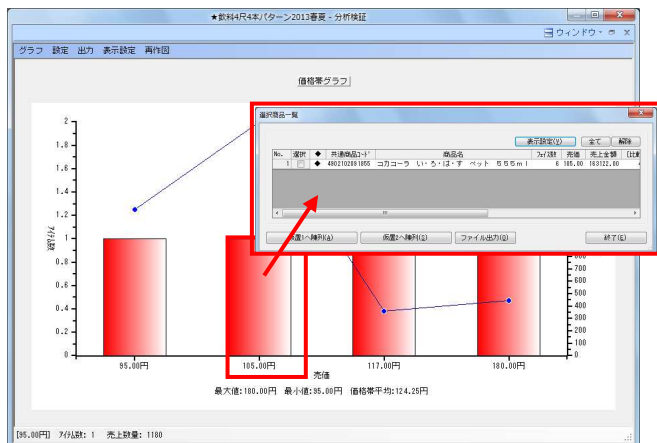 ★飲料4尺4本パターン2013春夏 - 分析検証
ウィンドウ
グラフ 設定 出力 表示設定 再作図
価格帯グラフ
選択商品一覧
表示設定(V) 全て 解除
No. 選択 ◆ 共通商品コード 商品名 フェイス数 売価 売上金額 [比較
1 ◆ 4902102081855 コカコーラ い・ろ・は・す ペット 555ml 6 105.00 163122.00
仮置1へ陳列(A) 仮置2へ陳列(S) ファイル出力(O) 終了(E)
アイテム数
2
1.8
1.6
1.4
1.2
1
0.8
0.6
0.4
0.2
0
800
700
600
500
400
300
200
100
0
95.00円 105.00円 117.00円 180.00円
売価
最大値:180.00円 最小値:95.00円 価格帯平均:124.25円
[95.00円] アイテム数: 1 売上数量: 1180